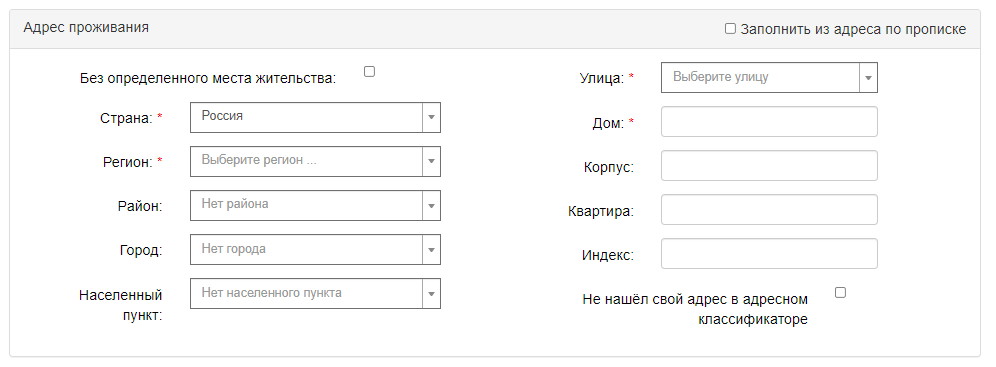 Адрес проживания
Заполнить из адреса по прописке
Без определенного места жительства:
Страна: * Россия
Регион: * Выберите регион ...
Район: Нет района
Город: Нет города
Населенный
пункт: Нет населенного пункта
Улица: * Выберите улицу
Дом: *
Корпус:
Квартира:
Индекс:
Не нашёл свой адрес в адресном
классификаторе